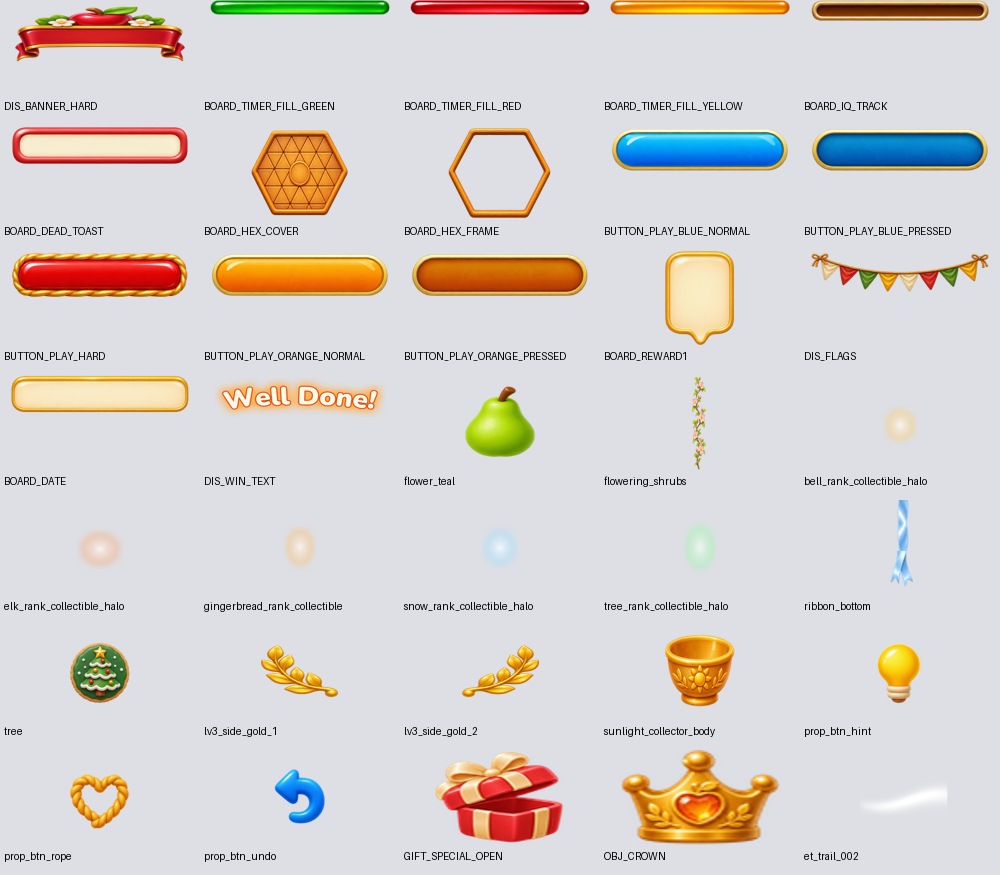 DIS_BANNER_HARD
BOARD_TIMER_FILL_GREEN
BOARD_TIMER_FILL_RED
BOARD_TIMER_FILL_YELLOW
BOARD_IQ_TRACK
BOARD_DEAD_TOAST
BOARD_HEX_COVER
BOARD_HEX_FRAME
BUTTON_PLAY_BLUE_NORMAL
BUTTON_PLAY_BLUE_PRESSED
BUTTON_PLAY_HARD
BUTTON_PLAY_ORANGE_NORMAL
BUTTON_PLAY_ORANGE_PRESSED
BOARD_REWARD1
DIS_FLAGS
Well Done!
BOARD_DATE
DIS_WIN_TEXT
flower_teal
flowering_shrubs
bell_rank_collectible_halo
elk_rank_collectible_halo
gingerbread_rank_collectible
snow_rank_collectible_halo
tree_rank_collectible_halo
ribbon_bottom
tree
lv3_side_gold_1
lv3_side_gold_2
sunlight_collector_body
prop_btn_hint
prop_btn_rope
prop_btn_undo
GIFT_SPECIAL_OPEN
OBJ_CROWN
et_trail_002